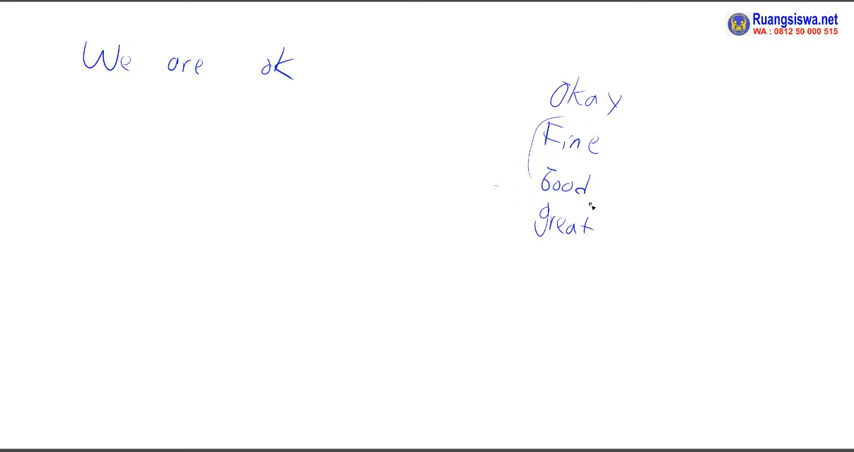 Ruangsiswa.net
WA : 0812 50 000 515
We are ok
Okay
Fine
Good
great